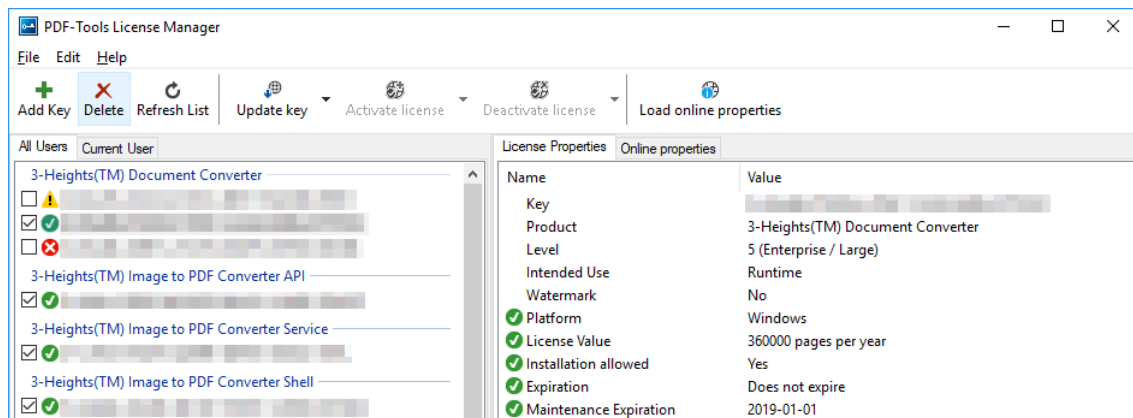 PDF-Tools License Manager
File Edit Help
Add Key Delete Refresh List Update key Activate license Deactivate license Load online properties
All Users Current User
3-Heights(TM) Document Converter
3-Heights(TM) Image to PDF Converter API
3-Heights(TM) Image to PDF Converter Service
3-Heights(TM) Image to PDF Converter Shell
License Properties Online properties
Name Value
Key
Product 3-Heights(TM) Document Converter
Level 5 (Enterprise / Large)
Intended Use Runtime
Watermark No
Platform Windows
License Value 360000 pages per year
Installation allowed Yes
Expiration Does not expire
Maintenance Expiration 2019-01-01